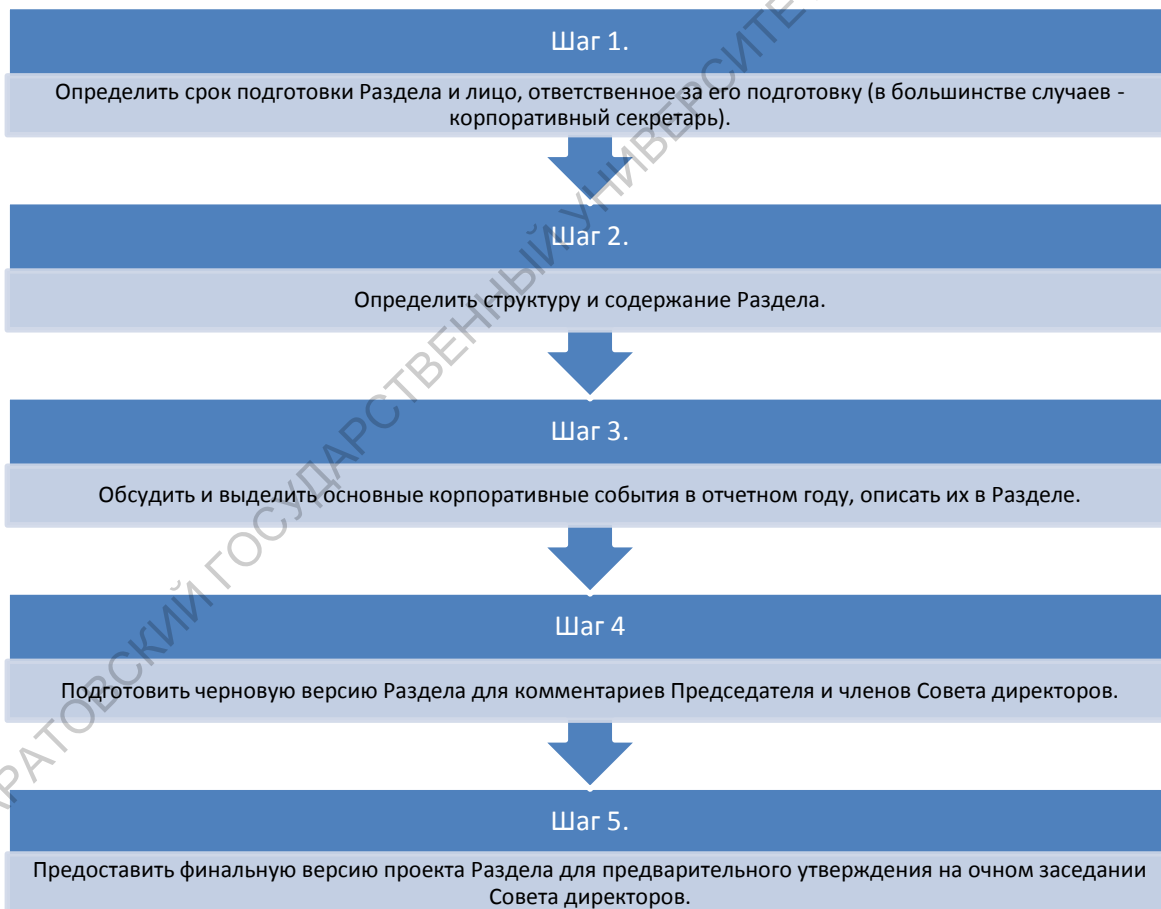 Шаг 1.
Определить срок подготовки Раздела и лицо, ответственное за его подготовку (в большинстве случаев -
корпоративный секретарь).
Шаг 2.
Определить структуру и содержание Раздела.
Шаг 3.
Обсудить и выделить основные корпоративные события в отчетном году, описать их в Разделе.
Шаг 4
Подготовить черновую версию Раздела для комментариев Председателя и членов Совета директоров.
Шаг 5.
Предоставить финальную версию проекта Раздела для предварительного утверждения на очном заседании
Совета директоров.
АРАТОВСКИЙ ГОСУДАРСТВЕННЫЙ УНИВЕРСИТЕ